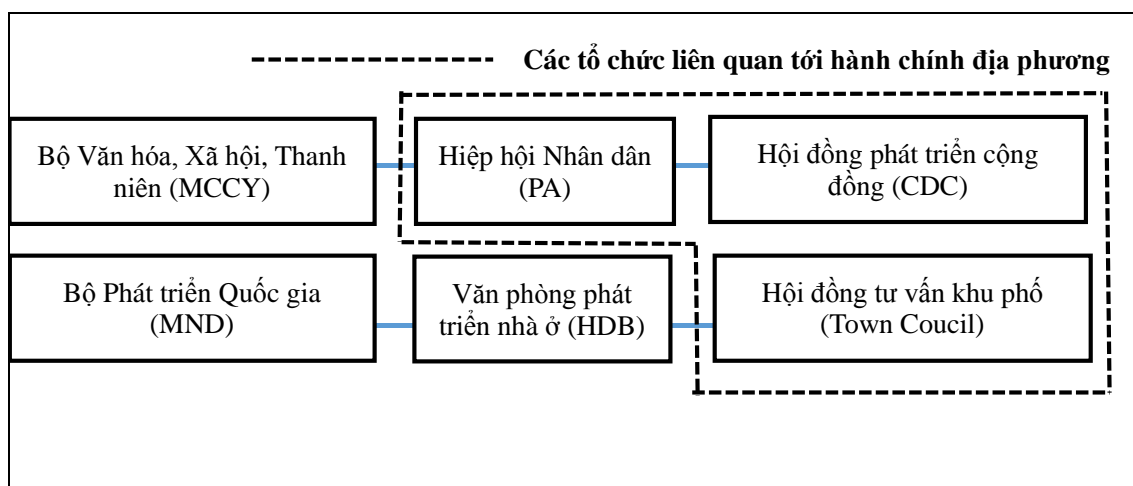 Các tổ chức liên quan tới hành chính địa phương
Bộ Văn hóa, Xã hội, Thanh
niên (MCCY)
Hiệp hội Nhân dân
(PA)
Hội đồng phát triển cộng
đồng (CDC)
Bộ Phát triển Quốc gia
(MND)
Văn phòng phát
triển nhà ở (HDB)
Hội đồng tư vấn khu phố
(Town Coucil)